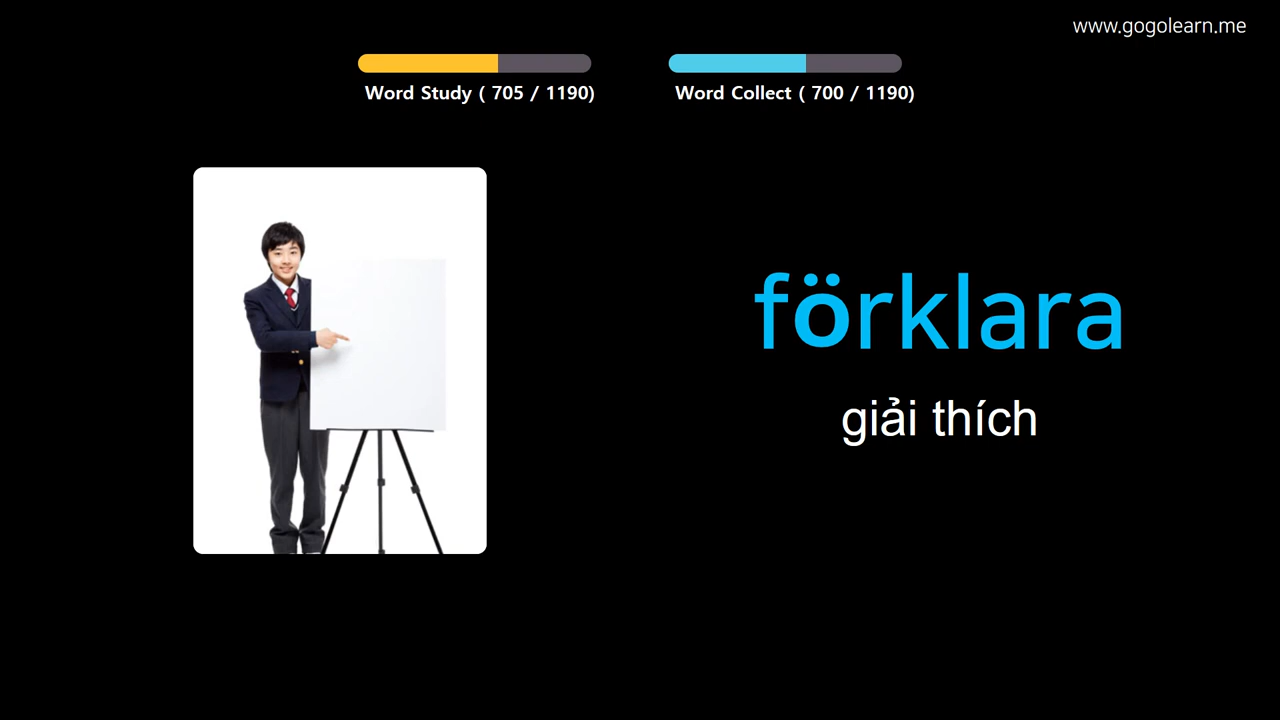 www.gogolearn.me
Word Study ( 705 / 1190)
Word Collect ( 700 / 1190)
förklara
giải thích